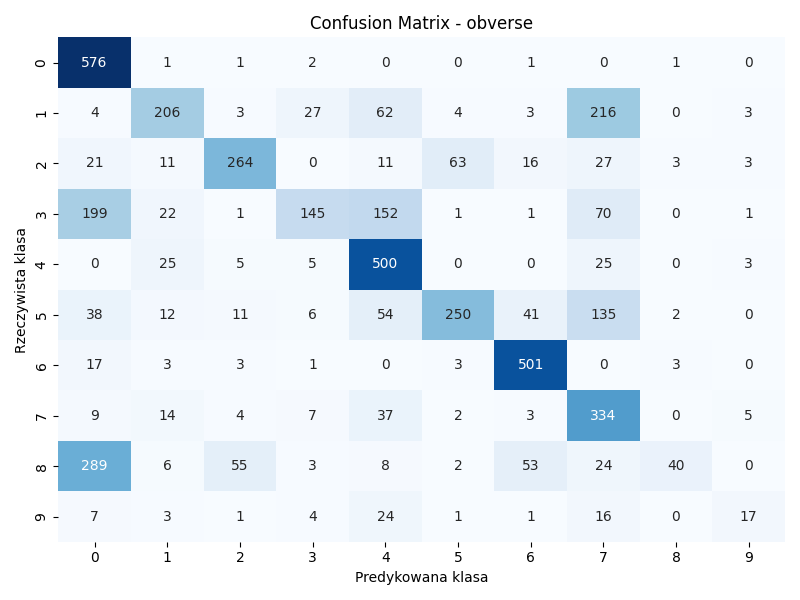 Confusion Matrix - obverse
Rzeczywista klasa
0 576 1 1 2 0 0 1 0 1 0
1 4 206 3 27 62 4 3 216 0 3
2 21 11 264 0 11 63 16 27 3 3
3 199 22 1 145 152 1 1 70 0 1
4 0 25 5 5 500 0 0 25 0 3
5 38 12 11 6 54 250 41 135 2 0
6 17 3 3 1 0 3 501 0 3 0
7 9 14 4 7 37 2 3 334 0 5
8 289 6 55 3 8 2 53 24 40 0
9 7 3 1 4 24 1 1 16 0 17
0 1 2 3 4 5 6 7 8 9
Predykowana klasa